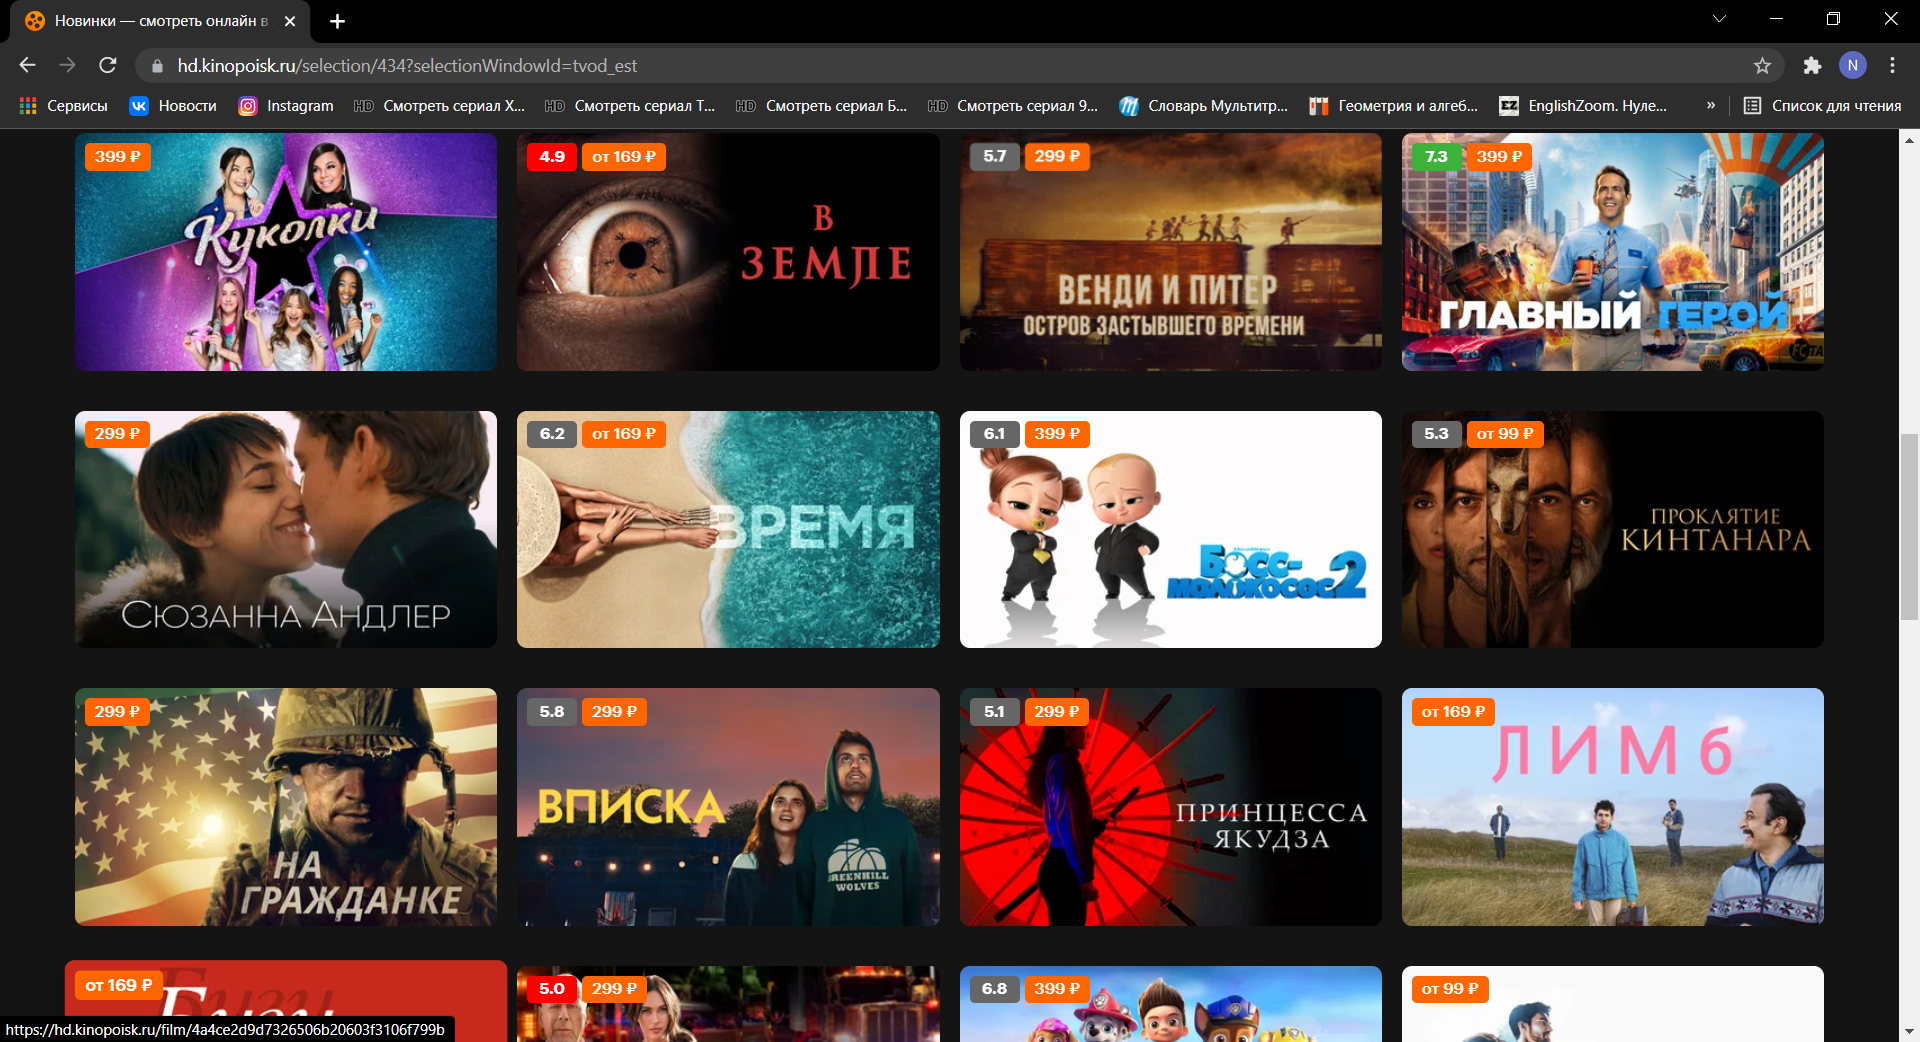 Новинки — смотреть онлайн в
hd.kinopoisk.ru/selection/434?selectionWindowId=tvod_est
N
Сервисы
Новости
Instagram
HD Смотреть сериал Х...
HD Смотреть сериал Т...
HD Смотреть сериал Б...
HD Смотреть сериал 9...
Словарь Мультитр...
Геометрия и алгеб...
EZ EnglishZoom. Нуле...
»
Список для чтения
399 ₽
Куколки
4.9 от 169 ₽
В
ЗЕМЛЕ
5.7 299 ₽
ВЕНДИ И ПИТЕР
ОСТРОВ ЗАСТЫВШЕГО ВРЕМЕНИ
7.3 399 ₽
ГЛАВНЫЙ ГЕРОЙ
299 ₽
СЮЗАННА АНДЛЕР
6.2 от 169 ₽
ВРЕМЯ
6.1 399 ₽
БОСС-
МОЛОКОСОС 2
5.3 от 99 ₽
ПРОКЛЯТИЕ
КИНТАНАРА
299 ₽
НА
ГРАЖДАНКЕ
5.8 299 ₽
ВПИСКА
GREENHILL
WOLVES
5.1 299 ₽
ПРИНЦЕССА
ЯКУДЗА
от 169 ₽
ЛИМб
от 169 ₽
5.0 299 ₽
6.8 399 ₽
от 99 ₽
https://hd.kinopoisk.ru/film/4a4ce2d9d7326506b20603f3106f799b